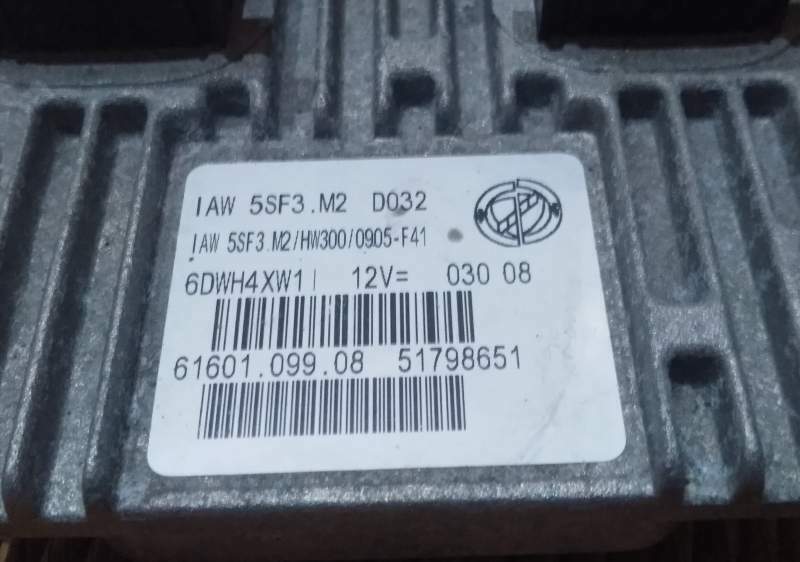 IAW 5SF3.M2 D032
IAW 5SF3.M2/HW300/0905-F41
6DWH4XW1 12V= 030 08
61601.099.08 51798651